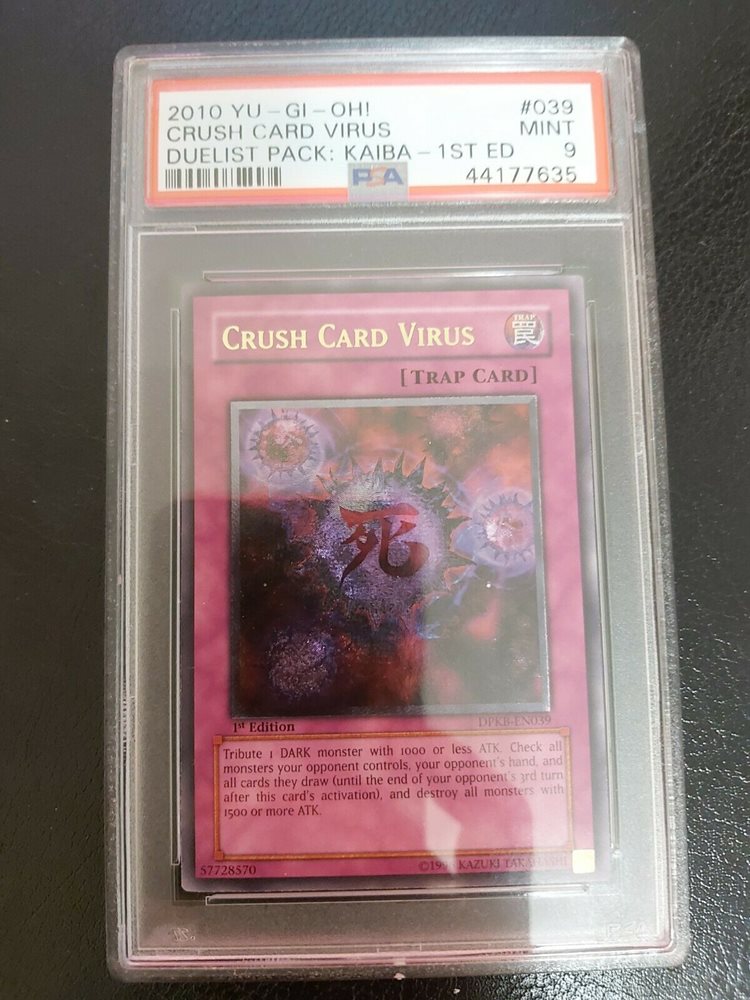 2010 YU-GI-OH! #039
CRUSH CARD VIRUS MINT
DUELIST PACK: KAIBA-1ST ED 9
PSA 44177635
CRUSH CARD VIRUS
TRAP
罠
[TRAP CARD]
死
1st Edition DPKB-EN039
Tribute 1 DARK monster with 1000 or less ATK. Check all
monsters your opponent controls, your opponent's hand, and
all cards they draw (until the end of your opponent's 3rd turn
after this card's activation), and destroy all monsters with
1500 or more ATK.
57728570 ©1996 KAZUKI TAKAHASHI